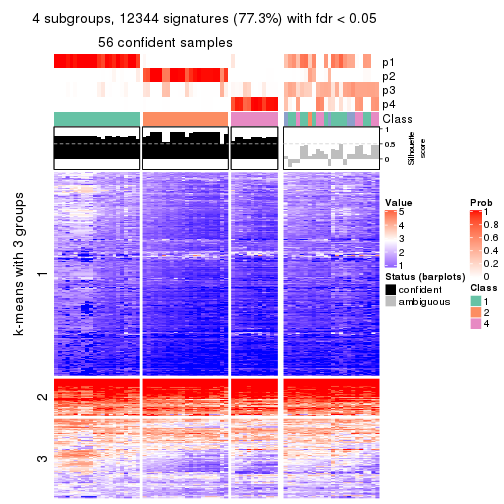 4 subgroups, 12344 signatures (77.3%) with fdr < 0.05
56 confident samples
p1
p2
p3
p4
Class
1
0.5
0
Silhouette
score
k-means with 3 groups
1
2
3
Value
5
4
3
2
1
Status (barplots)
confident
ambiguous
Prob
1
0.8
0.6
0.4
0.2
0
Class
1
2
4